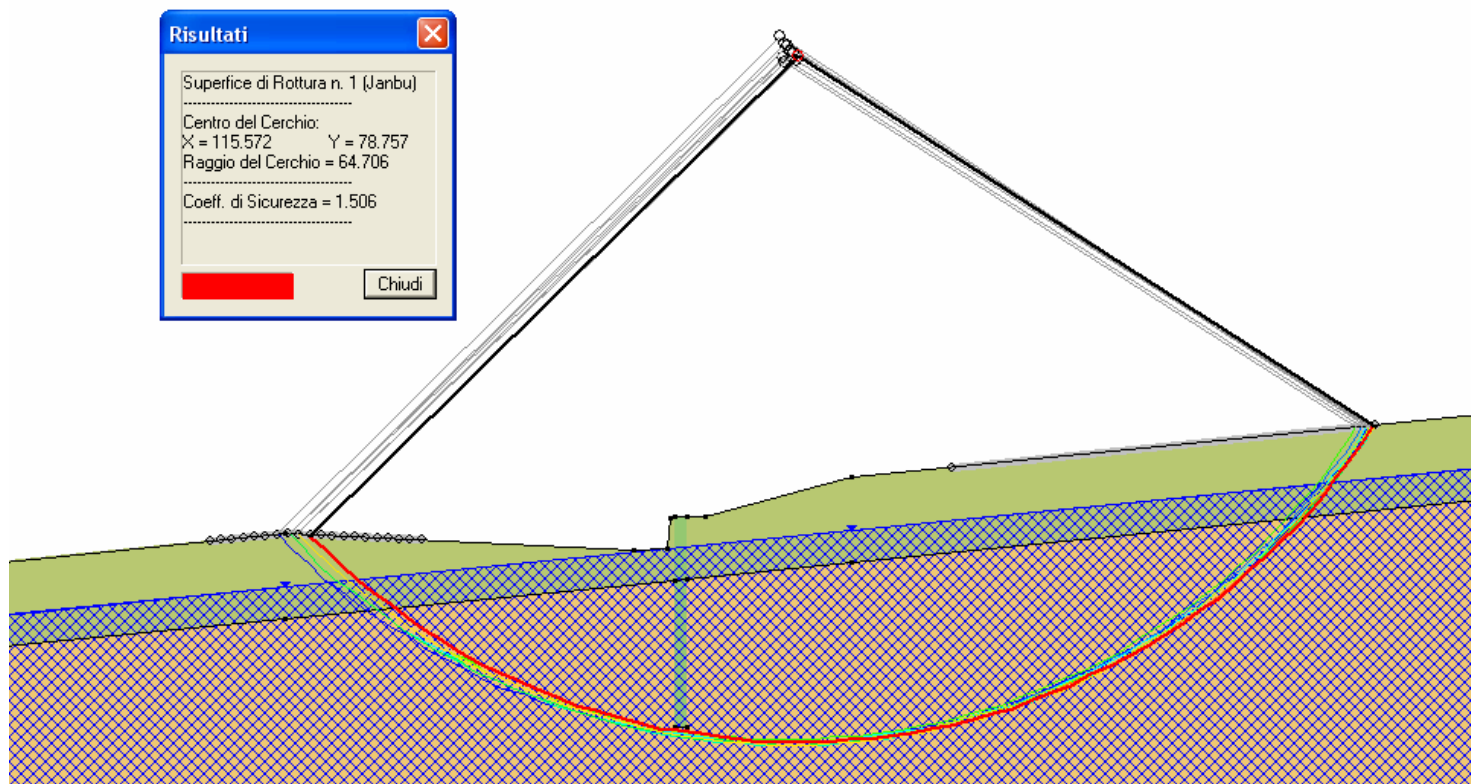 Risultati
Superfice di Rottura n. 1 (Janbu)
----------------------------------
Centro del Cerchio:
X = 115.572 Y = 78.757
Raggio del Cerchio = 64.706
----------------------------------
Coeff. di Sicurezza = 1.506
----------------------------------
Chiudi